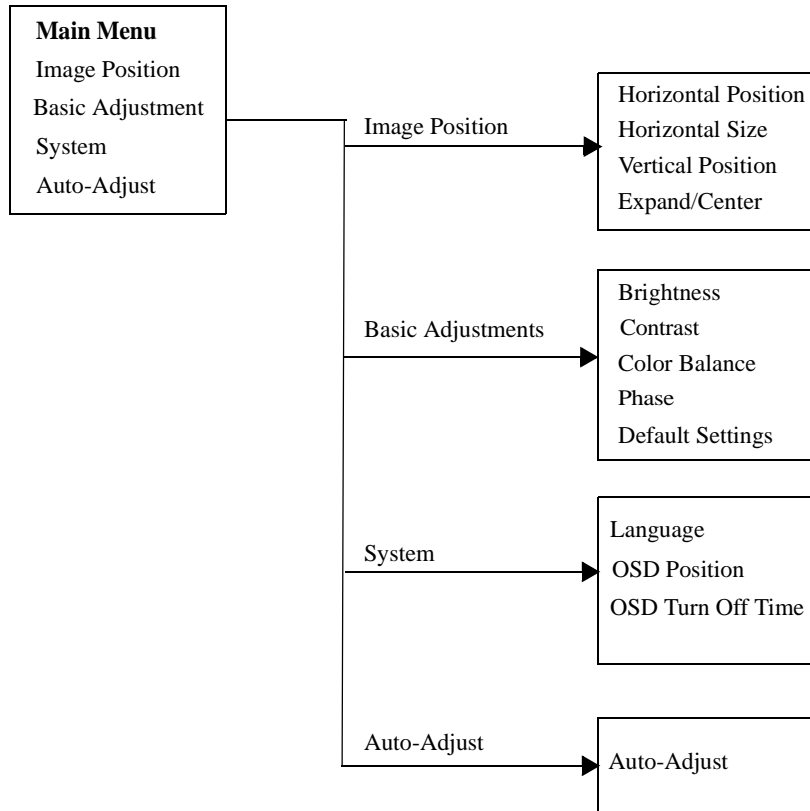 Main Menu
Image Position
Basic Adjustment
System
Auto-Adjust
Image Position
Horizontal Position
Horizontal Size
Vertical Position
Expand/Center
Basic Adjustments
Brightness
Contrast
Color Balance
Phase
Default Settings
System
Language
OSD Position
OSD Turn Off Time
Auto-Adjust
Auto-Adjust